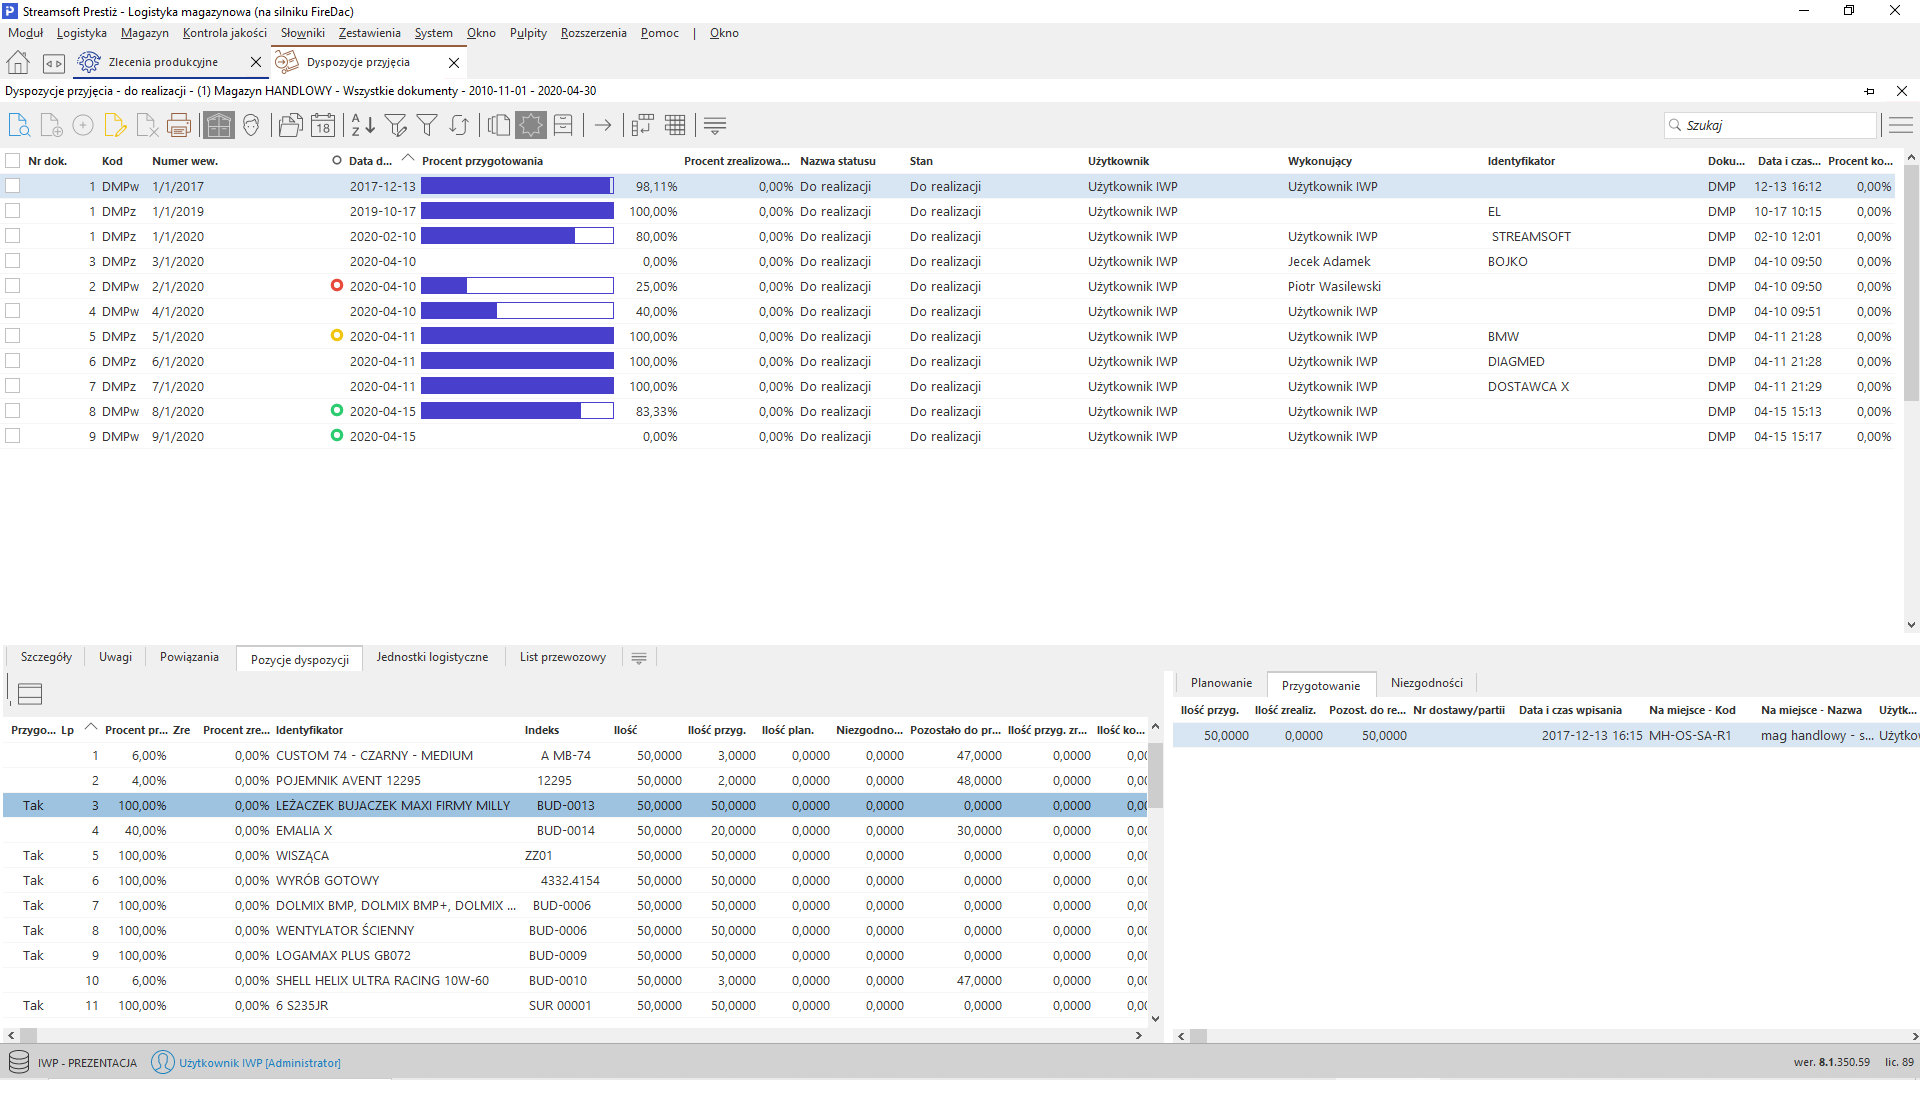 Streamsoft Prestiż - Logistyka magazynowa (na silniku FireDac)
Moduł Logistyka Magazyn Kontrola jakości Słowniki Zestawienia System Okno Pulpity Rozszerzenia Pomoc | Okno
Zlecenia produkcyjne Dyspozycje przyjęcia
Dyspozycje przyjęcia - do realizacji - (1) Magazyn HANDLOWY - Wszystkie dokumenty - 2010-11-01 - 2020-04-30
18 A Z Szukaj
Nr dok. Kod Numer wew. Data d... Procent przygotowania Procent zrealizowa... Nazwa statusu Stan Użytkownik Wykonujący Identyfikator Doku... Data i czas... Procent ko...
1 DMPw 1/1/2017 2017-12-13 98,11% 0,00% Do realizacji Do realizacji Użytkownik IWP Użytkownik IWP DMP 12-13 16:12 0,00%
1 DMPz 1/1/2019 2019-10-17 100,00% 0,00% Do realizacji Do realizacji Użytkownik IWP EL DMP 10-17 10:15 0,00%
1 DMPz 1/1/2020 2020-02-10 80,00% 0,00% Do realizacji Do realizacji Użytkownik IWP Użytkownik IWP STREAMSOFT DMP 02-10 12:01 0,00%
3 DMPz 3/1/2020 2020-04-10 0,00% 0,00% Do realizacji Do realizacji Użytkownik IWP Jecek Adamek BOJKO DMP 04-10 09:50 0,00%
2 DMPw 2/1/2020 2020-04-10 25,00% 0,00% Do realizacji Do realizacji Użytkownik IWP Piotr Wasilewski DMP 04-10 09:50 0,00%
4 DMPw 4/1/2020 2020-04-10 40,00% 0,00% Do realizacji Do realizacji Użytkownik IWP Użytkownik IWP DMP 04-10 09:51 0,00%
5 DMPz 5/1/2020 2020-04-11 100,00% 0,00% Do realizacji Do realizacji Użytkownik IWP Użytkownik IWP BMW DMP 04-11 21:28 0,00%
6 DMPz 6/1/2020 2020-04-11 100,00% 0,00% Do realizacji Do realizacji Użytkownik IWP Użytkownik IWP DIAGMED DMP 04-11 21:28 0,00%
7 DMPz 7/1/2020 2020-04-11 100,00% 0,00% Do realizacji Do realizacji Użytkownik IWP Użytkownik IWP DOSTAWCA X DMP 04-11 21:29 0,00%
8 DMPw 8/1/2020 2020-04-15 83,33% 0,00% Do realizacji Do realizacji Użytkownik IWP Użytkownik IWP DMP 04-15 15:13 0,00%
9 DMPw 9/1/2020 2020-04-15 0,00% 0,00% Do realizacji Do realizacji Użytkownik IWP Użytkownik IWP DMP 04-15 15:17 0,00%
Szczegóły Uwagi Powiązania Pozycje dyspozycji Jednostki logistyczne List przewozowy
Przygo... Lp Procent pr... Zre Procent zre... Identyfikator Indeks Ilość Ilość przyg. Ilość plan. Niezgodno... Pozostało do pr... Ilość przyg. zr... Ilość ko...
1 6,00% 0,00% CUSTOM 74 - CZARNY - MEDIUM A MB-74 50,0000 3,0000 0,0000 0,0000 47,0000 0,0000 0,00
2 4,00% 0,00% POJEMNIK AVENT 12295 12295 50,0000 2,0000 0,0000 0,0000 48,0000 0,0000 0,00
Tak 3 100,00% 0,00% LEŻACZEK BUJACZEK MAXI FIRMY MILLY BUD-0013 50,0000 50,0000 0,0000 0,0000 0,0000 0,0000 0,00
4 40,00% 0,00% EMALIA X BUD-0014 50,0000 20,0000 0,0000 0,0000 30,0000 0,0000 0,00
Tak 5 100,00% 0,00% WISZĄCA ZZ01 50,0000 50,0000 0,0000 0,0000 0,0000 0,0000 0,00
Tak 6 100,00% 0,00% WYRÓB GOTOWY 4332.4154 50,0000 50,0000 0,0000 0,0000 0,0000 0,0000 0,00
Tak 7 100,00% 0,00% DOLMIX BMP, DOLMIX BMP+, DOLMIX ... BUD-0006 50,0000 50,0000 0,0000 0,0000 0,0000 0,0000 0,00
Tak 8 100,00% 0,00% WENTYLATOR ŚCIENNY BUD-0006 50,0000 50,0000 0,0000 0,0000 0,0000 0,0000 0,00
Tak 9 100,00% 0,00% LOGAMAX PLUS GB072 BUD-0009 50,0000 50,0000 0,0000 0,0000 0,0000 0,0000 0,00
10 6,00% 0,00% SHELL HELIX ULTRA RACING 10W-60 BUD-0010 50,0000 3,0000 0,0000 0,0000 47,0000 0,0000 0,00
Tak 11 100,00% 0,00% 6 S235JR SUR 00001 50,0000 50,0000 0,0000 0,0000 0,0000 0,0000 0,00
Planowanie Przygotowanie Niezgodności
Ilość przyg. Ilość zrealiz. Pozost. do re... Nr dostawy/partii Data i czas wpisania Na miejsce - Kod Na miejsce - Nazwa Użytk...
50,0000 0,0000 50,0000 2017-12-13 16:15 MH-OS-SA-R1 mag handlowy - s... Użytkow
IWP - PREZENTACJA Użytkownik IWP [Administrator] wer. 8.1.350.59 lic. 89